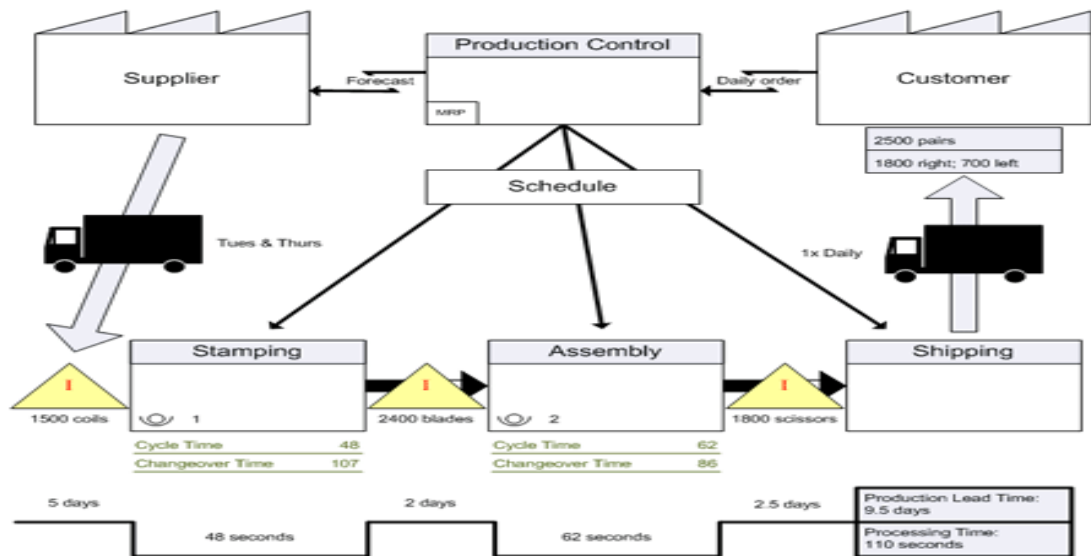 Supplier
Forecast
Production Control
MRP
Daily order
Customer
2500 pairs
1800 right; 700 left
Schedule
Tues & Thurs
1x Daily
Stamping
Assembly
Shipping
I
I
I
1500 coils
1
2400 blades
2
1800 scissors
Cycle Time 48
Changeover Time 107
Cycle Time 62
Changeover Time 86
5 days
48 seconds
2 days
62 seconds
2.5 days
Production Lead Time:
9.5 days
Processing Time:
110 seconds